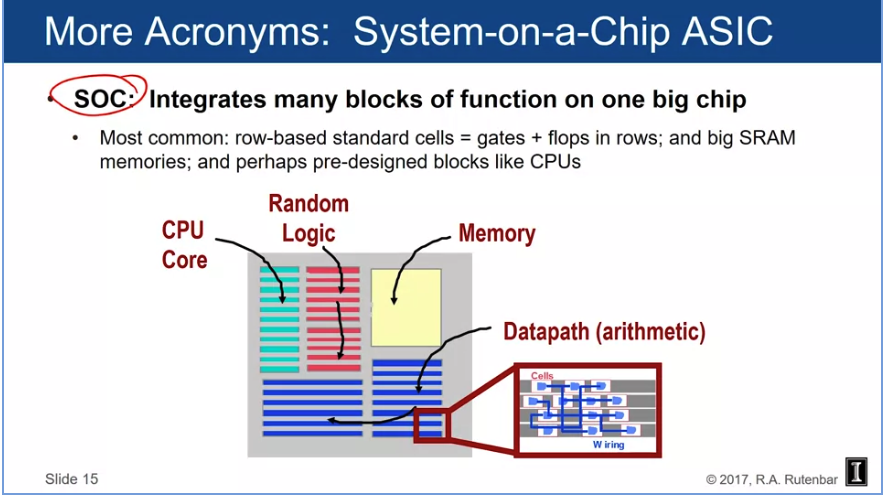 More Acronyms: System-on-a-Chip ASIC
• SOC: Integrates many blocks of function on one big chip
• Most common: row-based standard cells = gates + flops in rows; and big SRAM
memories; and perhaps pre-designed blocks like CPUs
CPU
Core
Random
Logic
Memory
Datapath (arithmetic)
Cells
Wiring
Slide 15
© 2017, R.A. Rutenbar
I